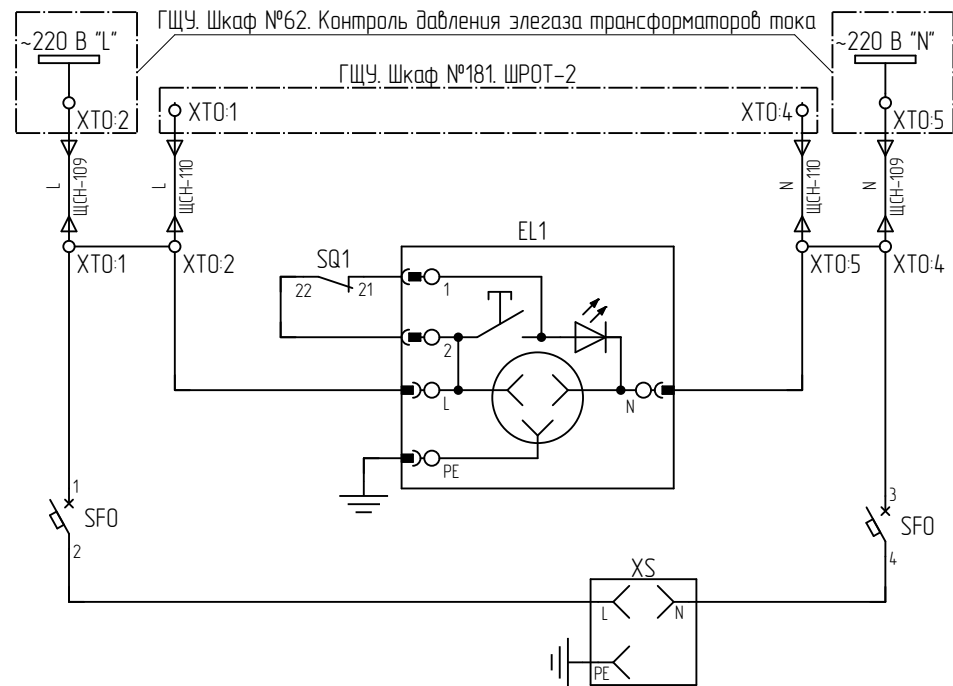 ГЩУ. Шкаф №62. Контроль давления элегаза трансформаторов тока
~220 В "L"
~220 В "N"
ГЩУ. Шкаф №181. ШРОТ-2
XT0:2
XT0:1
XT0:4
XT0:5
L
ЩСН-109
L
ЩСН-110
N
ЩСН-110
N
ЩСН-109
XT0:1
XT0:2
EL1
XT0:5
XT0:4
SQ1
22
21
1
2
L
N
PE
1
SF0
2
3
SF0
4
XS
L
N
PE